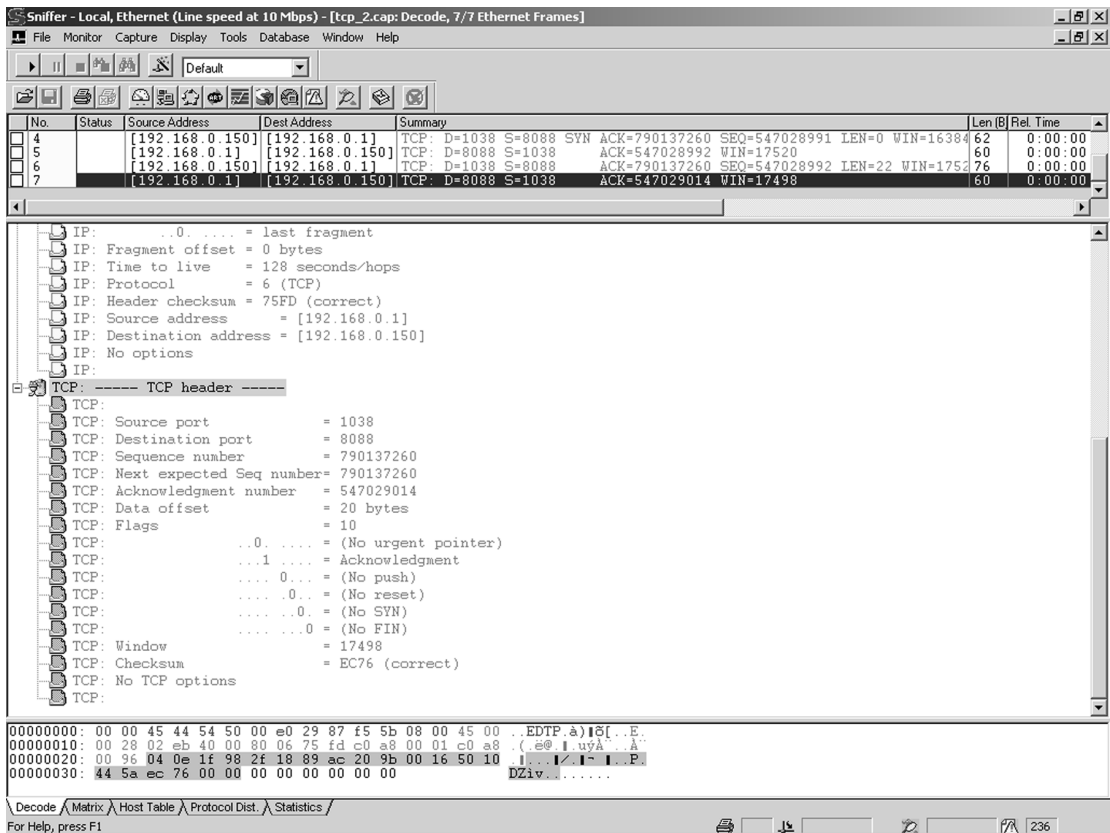 Sniffer - Local, Ethernet (Line speed at 10 Mbps) - [tcp_2.cap: Decode, 7/7 Ethernet Frames]
File Monitor Capture Display Tools Database Window Help
Default
No. Status Source Address Dest Address Summary Len (B Rel. Time
4 [192.168.0.150] [192.168.0.1] TCP: D=1038 S=8088 SYN ACK=790137260 SEQ=547028991 LEN=0 WIN=16384 62 0:00:00
5 [192.168.0.1] [192.168.0.150] TCP: D=8088 S=1038 ACK=547028992 WIN=17520 60 0:00:00
6 [192.168.0.150] [192.168.0.1] TCP: D=1038 S=8088 ACK=790137260 SEQ=547028992 LEN=22 WIN=1752 76 0:00:00
7 [192.168.0.1] [192.168.0.150] TCP: D=8088 S=1038 ACK=547029014 WIN=17498 60 0:00:00
IP: ..0. .... = last fragment
IP: Fragment offset = 0 bytes
IP: Time to live = 128 seconds/hops
IP: Protocol = 6 (TCP)
IP: Header checksum = 75FD (correct)
IP: Source address = [192.168.0.1]
IP: Destination address = [192.168.0.150]
IP: No options
IP:
TCP: ----- TCP header -----
TCP:
TCP: Source port = 1038
TCP: Destination port = 8088
TCP: Sequence number = 790137260
TCP: Next expected Seq number= 790137260
TCP: Acknowledgment number = 547029014
TCP: Data offset = 20 bytes
TCP: Flags = 10
TCP: ..0. .... = (No urgent pointer)
TCP: ...1 .... = Acknowledgment
TCP: .... 0... = (No push)
TCP: .... .0.. = (No reset)
TCP: .... ..0. = (No SYN)
TCP: .... ...0 = (No FIN)
TCP: Window = 17498
TCP: Checksum = EC76 (correct)
TCP: No TCP options
TCP:
00000000: 00 00 45 44 54 50 00 e0 29 87 f5 5b 08 00 45 00 ..EDTP.à)õ[..E.
00000010: 00 28 02 eb 40 00 80 06 75 fd c0 a8 00 01 c0 a8 .(.ë@..uýÀ¨..À¨
00000020: 00 96 04 0e 1f 98 2f 18 89 ac 20 9b 00 16 50 10
00000030: 44 5a ec 76 00 00 00 00 00 00 00 00 DZìv........
Decode Matrix Host Table Protocol Dist. Statistics
For Help, press F1 236